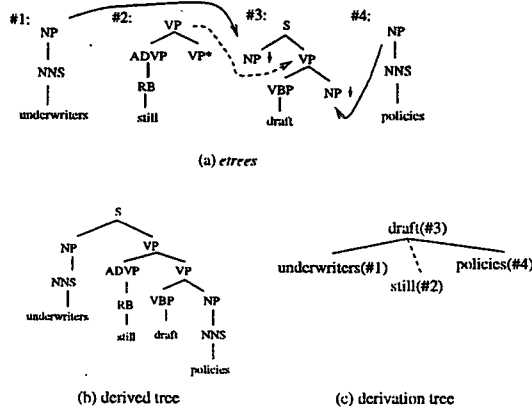 #1: #2: #3: #4:
NP VP S NP
NNS ADVP VP* NP↓ VP NNS
underwriters RB VBP NP↓ policies
still draft
(a) etrees
S
NP VP
NNS ADVP VP
underwriters RB VBP NP
still draft NNS
policies
(b) derived tree
draft(#3)
underwriters(#1) policies(#4)
still(#2)
(c) derivation tree